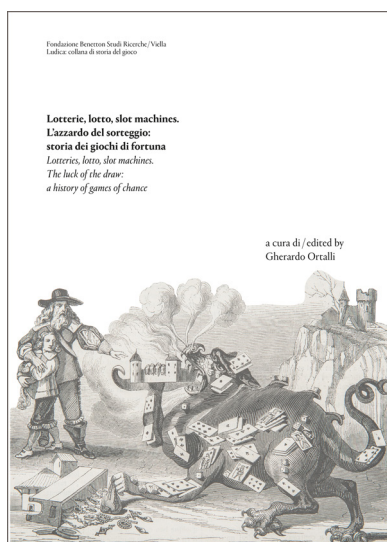 Fondazione Benetton Studi Ricerche/Viella
Ludica: collana di storia del gioco
Lotterie, lotto, slot machines.
L'azzardo del sorteggio:
storia dei giochi di fortuna
Lotteries, lotto, slot machines.
The luck of the draw:
a history of games of chance
a cura di/edited by
Gherardo Ortalli